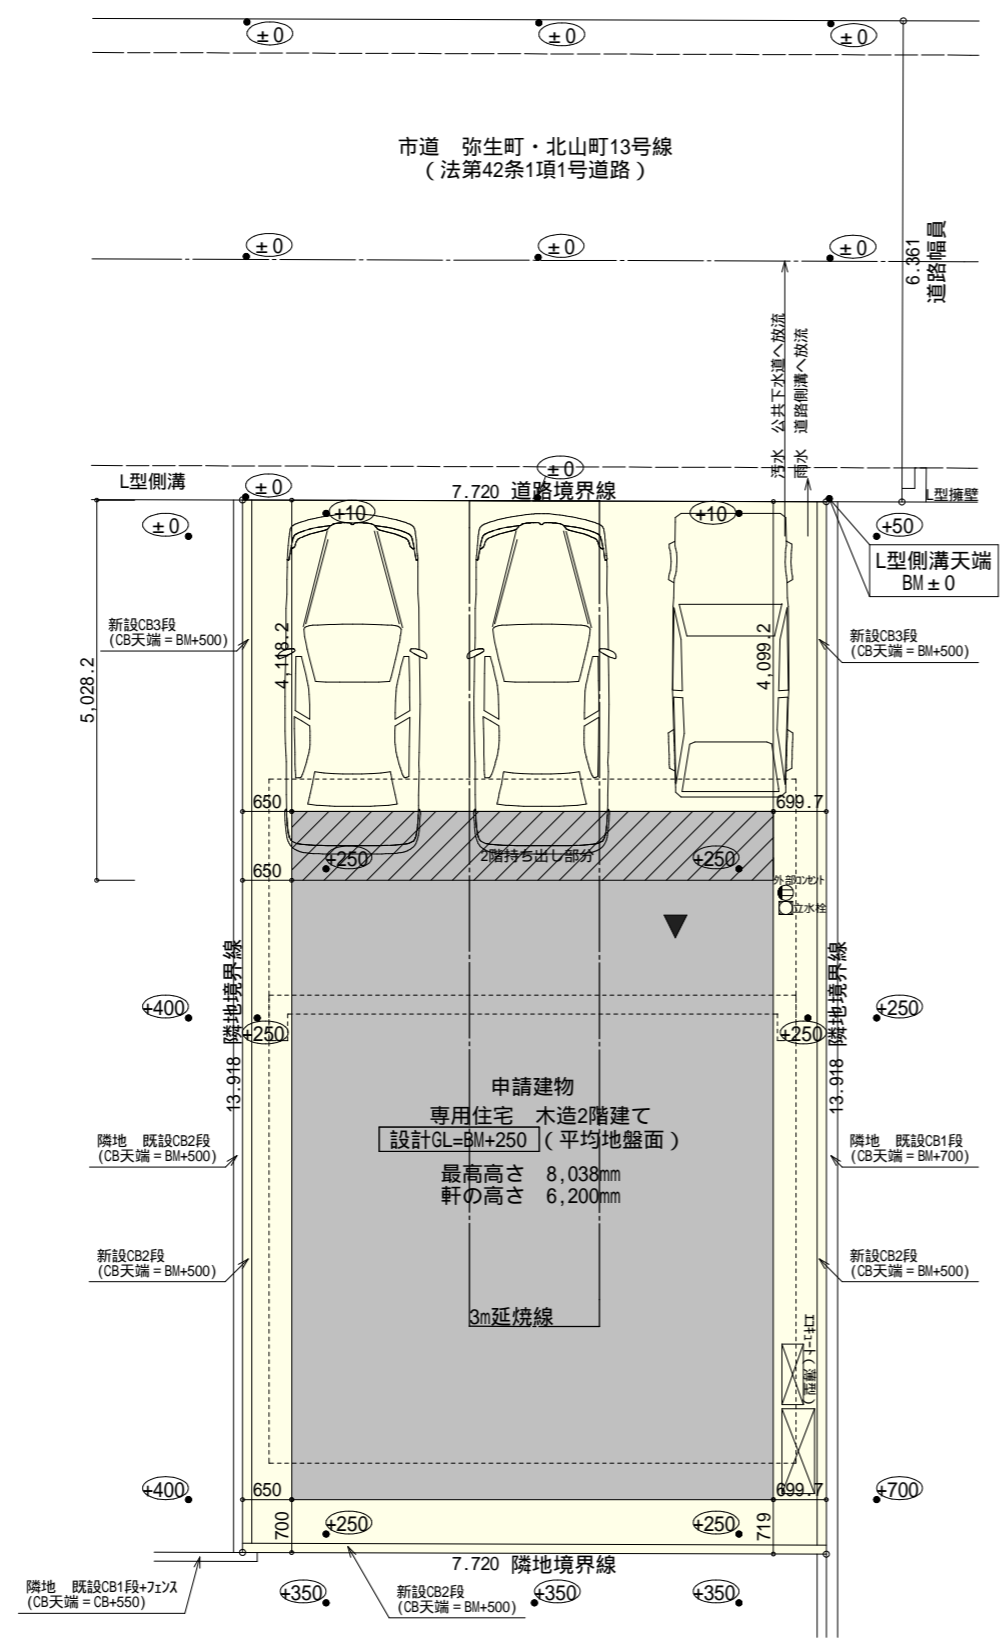 ±0
±0
±0
市道　弥生町・北山町13号線
（法第42条1項1号道路）
±0
±0
±0
6.361
道路幅員
汚水　公共下水道へ放流
雨水　道路側溝へ放流
L型側溝
±0
±0
7.720 道路境界線
L型擁壁
±0
+10
+10
+50
L型側溝天端
BM±0
新設CB3段
(CB天端=BM+500)
4,118.2
4,099.2
新設CB3段
(CB天端=BM+500)
5,028.2
650
699.7
+250
2階持ち出し部分
+250
650
外部コンセント
立水栓
隣地境界線
13.918
+400
+250
+250
+250
隣地境界線
13.918
申請建物
専用住宅　木造2階建て
設計GL=BM+250（平均地盤面）
最高高さ　8,038mm
軒の高さ　6,200mm
隣地　既設CB2段
(CB天端=BM+500)
隣地　既設CB1段
(CB天端=BM+700)
新設CB2段
(CB天端=BM+500)
新設CB2段
(CB天端=BM+500)
3m延焼線
エコキュート(薄型)
+400
650
699.7
+700
700
+250
+250
719
7.720 隣地境界線
隣地　既設CB1段+フェンス
(CB天端=CB+550)
+350
新設CB2段
(CB天端=BM+500)
+350
+350